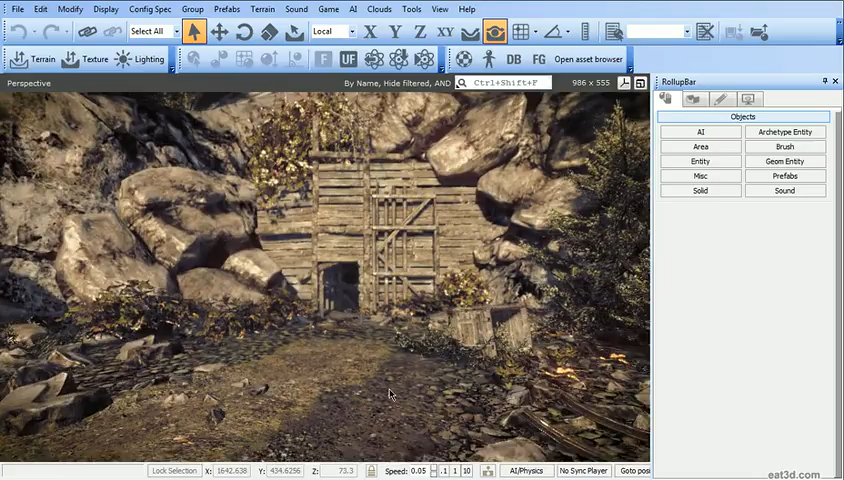 File Edit Modify Display Config Spec Group Prefabs Terrain Sound Game AI Clouds Tools View Help
Select All X Y Z XY Local
Terrain Texture Lighting F UF DB FG Open asset browser
Perspective By Name, Hide filtered, AND Ctrl+Shift+F 986 x 555
RollupBar
Objects
AI Archetype Entity
Area Brush
Entity Geom Entity
Misc Prefabs
Solid Sound
Lock Selection X: 1642.638 Y: 434.6256 Z: 73.3 Speed: 0.05 .1 1 10 AI/Physics No Sync Player Goto pos
eat3d.com